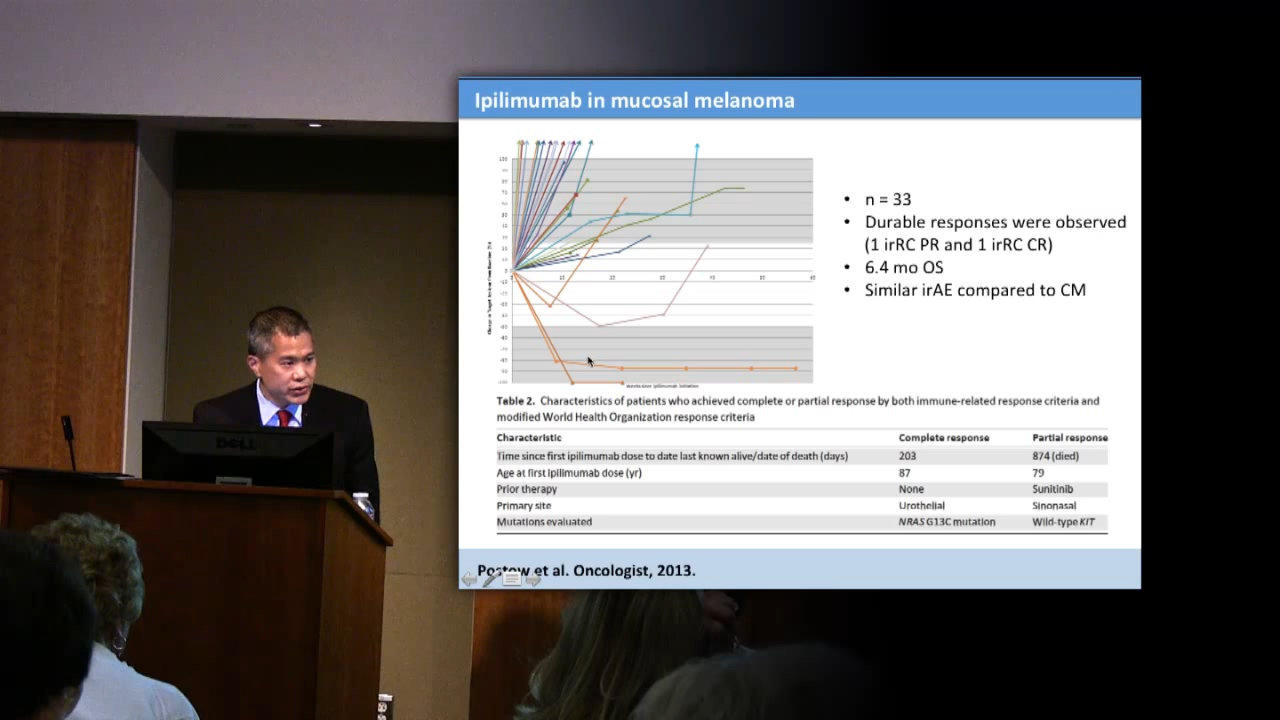 Ipilimumab in mucosal melanoma
• n = 33
• Durable responses were observed
(1 irRC PR and 1 irRC CR)
• 6.4 mo OS
• Similar irAE compared to CM
Table 2. Characteristics of patients who achieved complete or partial response by both immune-related response criteria and
modified World Health Organization response criteria
Characteristic Complete response Partial response
Time since first ipilimumab dose to date last known alive/date of death (days) 203 874 (died)
Age at first ipilimumab dose (yr) 87 79
Prior therapy None Sunitinib
Primary site Urothelial Sinonasal
Mutations evaluated NRAS G13C mutation Wild-type KIT
Postow et al. Oncologist, 2013.
DELL